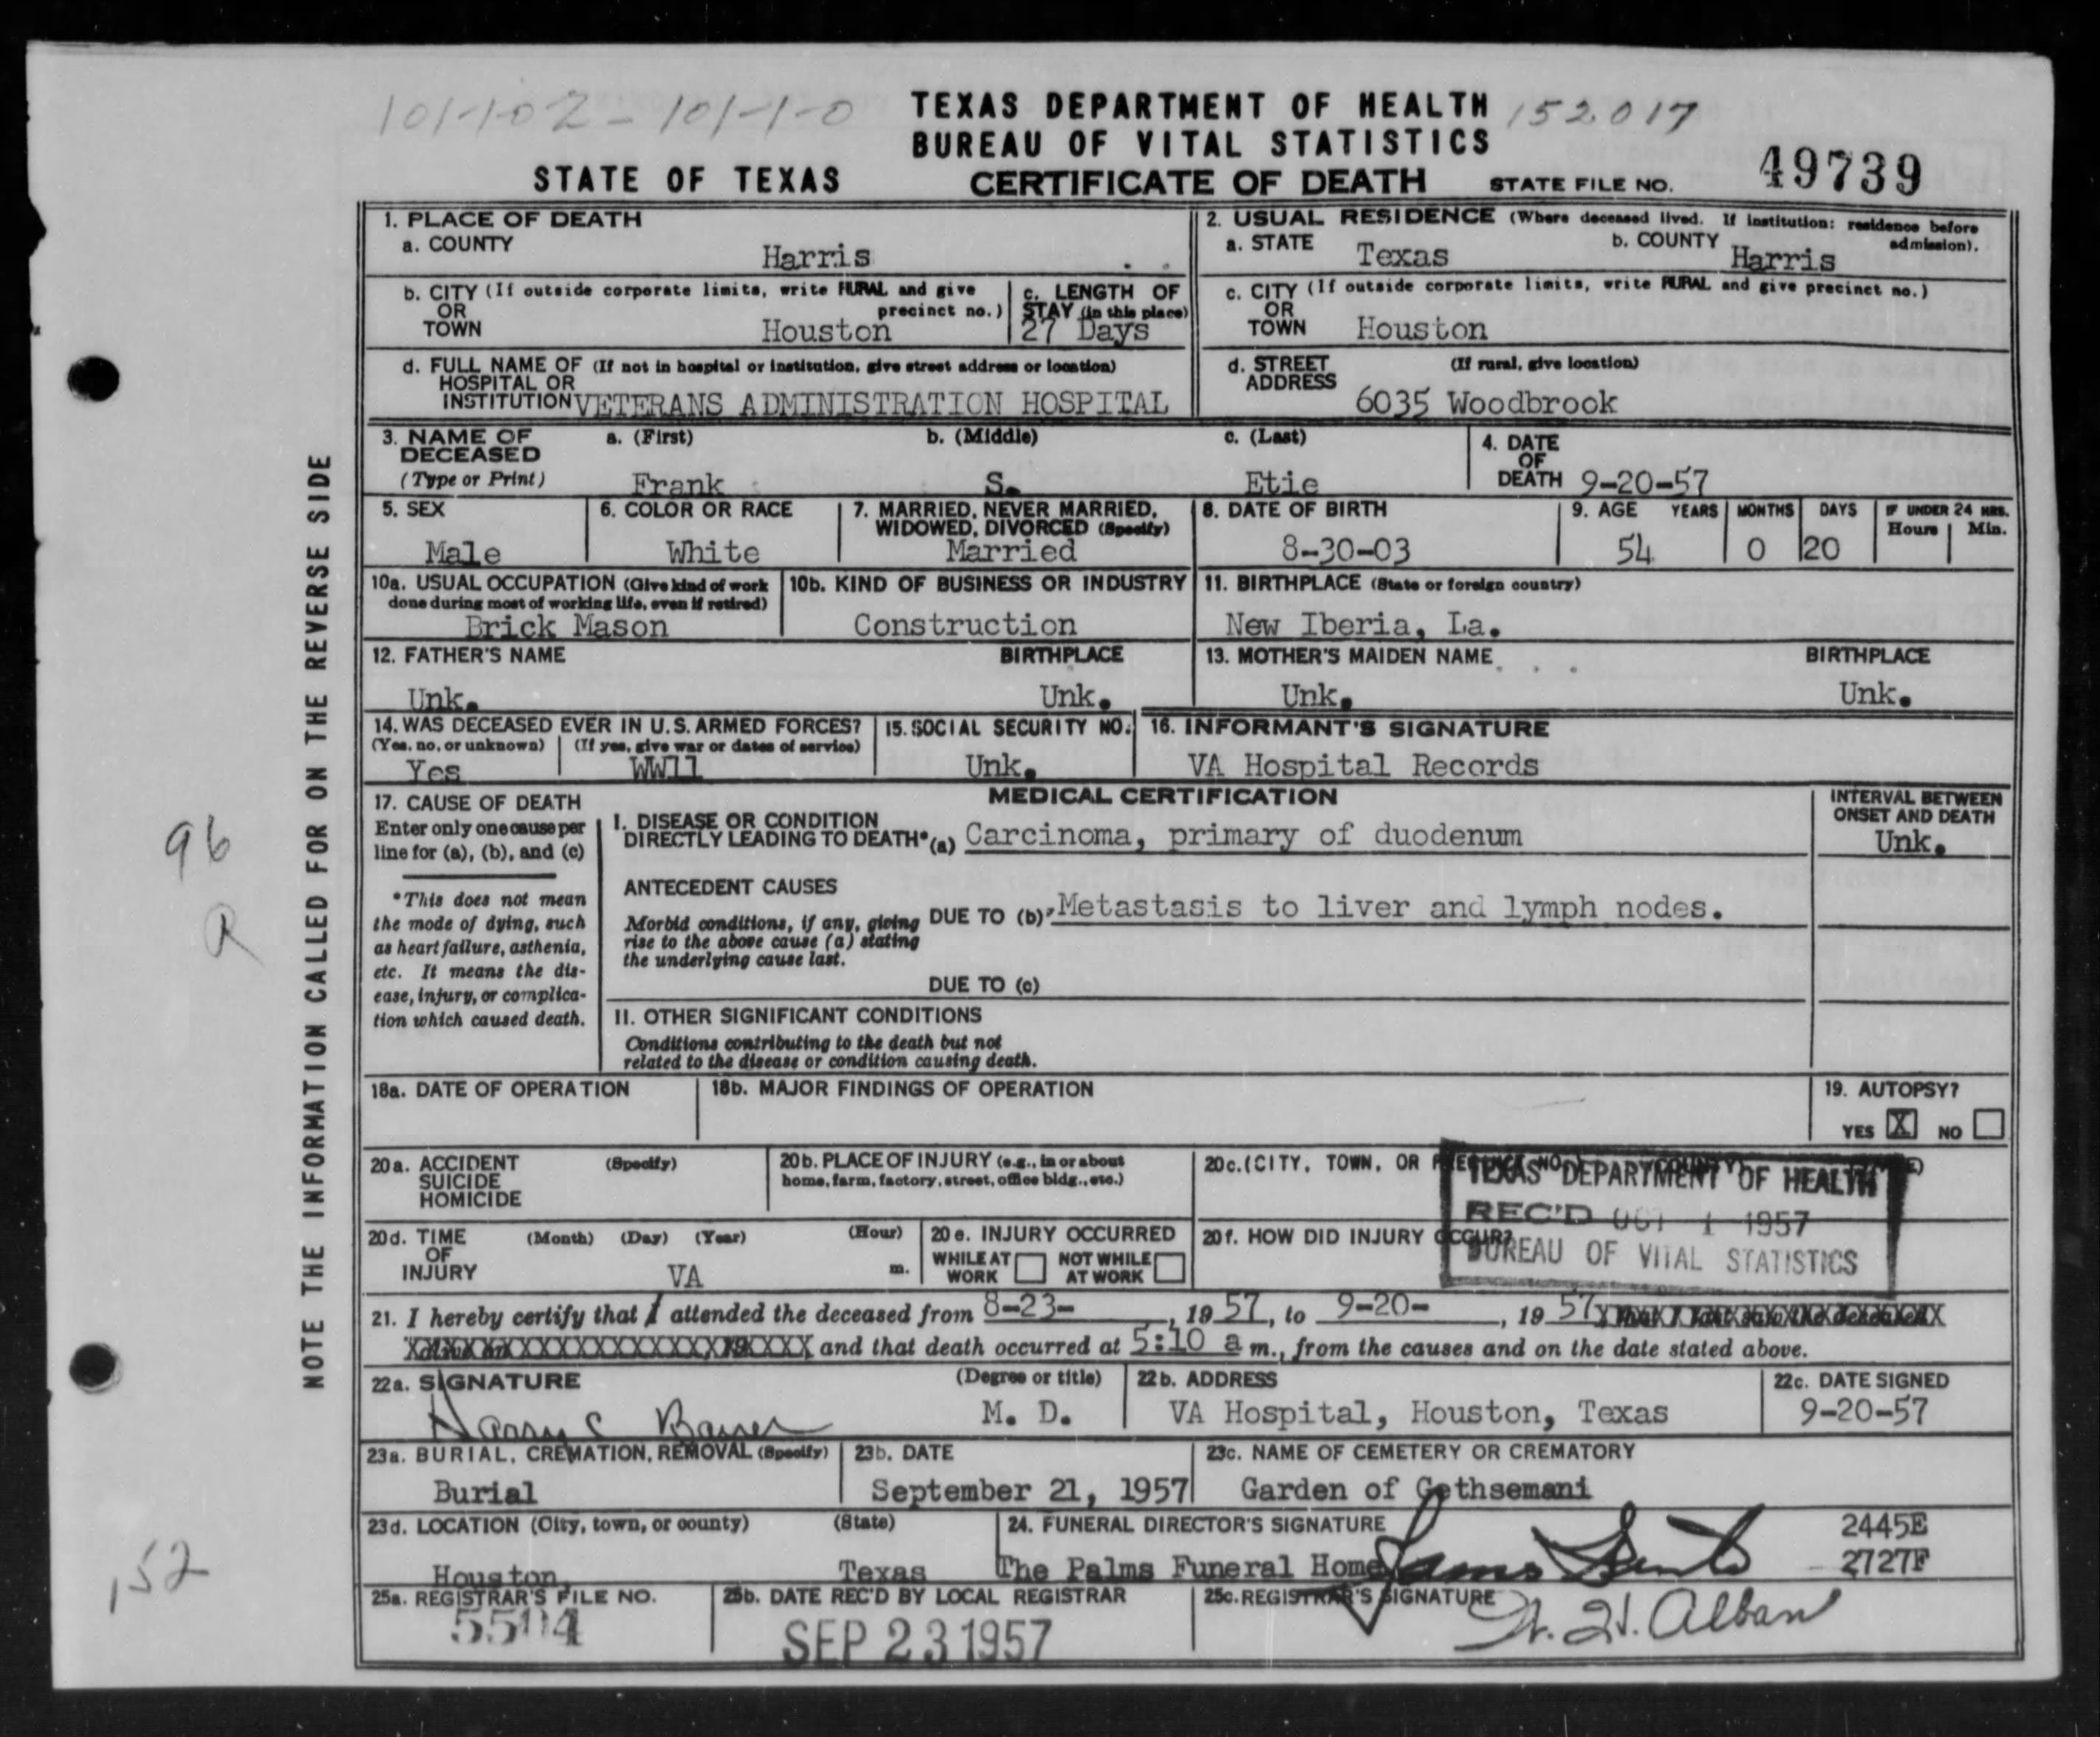 101-102 - 101-1-0
TEXAS DEPARTMENT OF HEALTH
152017
BUREAU OF VITAL STATISTICS
STATE OF TEXAS CERTIFICATE OF DEATH STATE FILE NO. 49739
NOTE THE INFORMATION CALLED FOR ON THE REVERSE SIDE
1. PLACE OF DEATH
a. COUNTY Harris
2. USUAL RESIDENCE (Where deceased lived. If institution: residence before admission).
a. STATE Texas b. COUNTY Harris
b. CITY (If outside corporate limits, write RURAL and give precinct no.)
OR
TOWN Houston
c. LENGTH OF
STAY (in this place)
27 Days
c. CITY (If outside corporate limits, write RURAL and give precinct no.)
OR
TOWN Houston
d. FULL NAME OF (If not in hospital or institution, give street address or location)
HOSPITAL OR
INSTITUTION VETERANS ADMINISTRATION HOSPITAL
d. STREET (If rural, give location)
ADDRESS
6035 Woodbrook
3. NAME OF DECEASED a. (First) b. (Middle) c. (Last)
(Type or Print) Frank S. Etie
4. DATE
OF
DEATH 9-20-57
5. SEX
Male
6. COLOR OR RACE
White
7. MARRIED, NEVER MARRIED,
WIDOWED, DIVORCED (Specify)
Married
8. DATE OF BIRTH
8-30-03
9. AGE YEARS MONTHS DAYS IF UNDER 24 HRS.
Hours Min.
54 0 20
10a. USUAL OCCUPATION (Give kind of work
done during most of working life, even if retired)
Brick Mason
10b. KIND OF BUSINESS OR INDUSTRY
Construction
11. BIRTHPLACE (State or foreign country)
New Iberia, La.
12. FATHER'S NAME BIRTHPLACE
Unk. Unk.
13. MOTHER'S MAIDEN NAME BIRTHPLACE
Unk. Unk.
14. WAS DECEASED EVER IN U.S. ARMED FORCES?
(Yes, no, or unknown) (If yes, give war or dates of service)
Yes WW11
15. SOCIAL SECURITY NO.
Unk.
16. INFORMANT'S SIGNATURE
VA Hospital Records
96
R
17. CAUSE OF DEATH
Enter only one cause per
line for (a), (b), and (c)
*This does not mean
the mode of dying, such
as heart failure, asthenia,
etc. It means the dis-
ease, injury, or complica-
tion which caused death.
MEDICAL CERTIFICATION
I. DISEASE OR CONDITION
DIRECTLY LEADING TO DEATH* (a) Carcinoma, primary of duodenum
INTERVAL BETWEEN
ONSET AND DEATH
Unk.
ANTECEDENT CAUSES
Morbid conditions, if any, giving
rise to the above cause (a) stating
the underlying cause last.
DUE TO (b) Metastasis to liver and lymph nodes.
DUE TO (c)
II. OTHER SIGNIFICANT CONDITIONS
Conditions contributing to the death but not
related to the disease or condition causing death.
18a. DATE OF OPERATION
18b. MAJOR FINDINGS OF OPERATION
19. AUTOPSY?
YES X NO
20a. ACCIDENT (Specify)
SUICIDE
HOMICIDE
20b. PLACE OF INJURY (e.g., in or about
home, farm, factory, street, office bldg., etc.)
20c. (CITY, TOWN, OR
TEXAS DEPARTMENT OF HEALTH
REC'D OCT 1 1957
BUREAU OF VITAL STATISTICS
20d. TIME (Month) (Day) (Year) (Hour)
OF
INJURY VA m.
20e. INJURY OCCURRED
WHILE AT WORK NOT WHILE AT WORK
20f. HOW DID INJURY OCCUR?
21. I hereby certify that I attended the deceased from 8-23-, 1957, to 9-20-, 1957
and that death occurred at 5:10 a m., from the causes and on the date stated above.
22a. SIGNATURE (Degree or title)
M. D.
22b. ADDRESS
VA Hospital, Houston, Texas
22c. DATE SIGNED
9-20-57
23a. BURIAL, CREMATION, REMOVAL (Specify)
Burial
23b. DATE
September 21, 1957
23c. NAME OF CEMETERY OR CREMATORY
Garden of Gethsemani
152
23d. LOCATION (City, town, or county) (State)
Houston, Texas
24. FUNERAL DIRECTOR'S SIGNATURE
The Palms Funeral Home
2445E
2727F
25a. REGISTRAR'S FILE NO.
5504
25b. DATE REC'D BY LOCAL REGISTRAR
SEP 23 1957
25c. REGISTRAR'S SIGNATURE
W. H. Alban